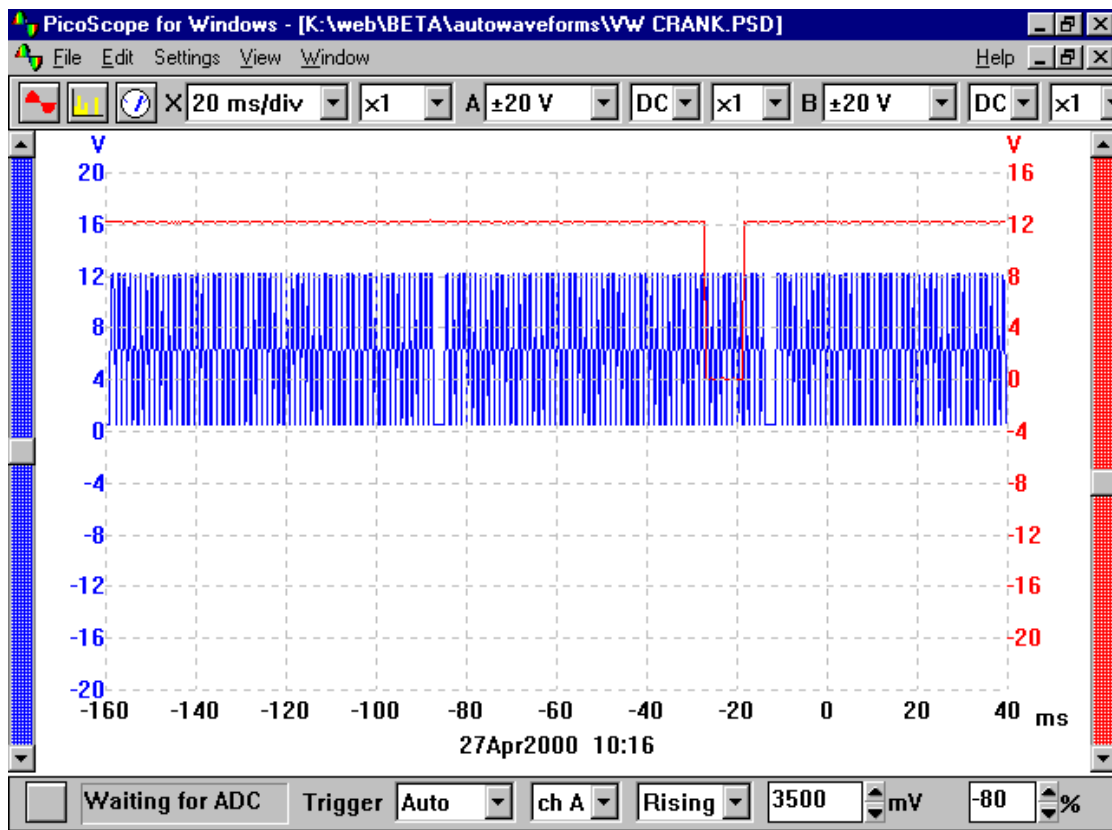 PicoScope for Windows - [K:\web\BETA\autowaveforms\VW CRANK.PSD]
File Edit Settings View Window Help
X 20 ms/div x1 A ±20 V DC x1 B ±20 V DC x1
V V
20 16
16 12
12 8
8 4
4 0
0 -4
-4 -8
-8 -12
-12 -16
-16 -20
-20
-160 -140 -120 -100 -80 -60 -40 -20 0 20 40 ms
27Apr2000 10:16
Waiting for ADC Trigger Auto ch A Rising 3500 mV -80 %